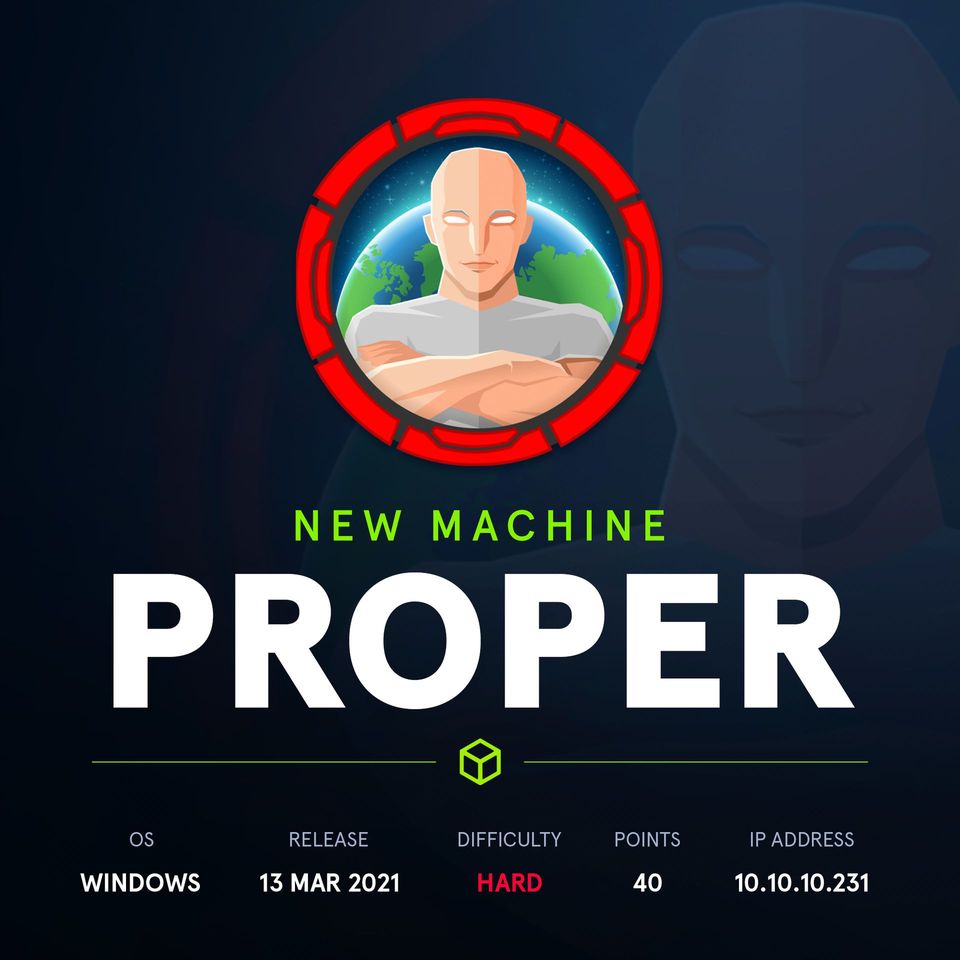 NEW MACHINE
PROPER
OS RELEASE DIFFICULTY POINTS IP ADDRESS
WINDOWS 13 MAR 2021 HARD 40 10.10.10.231